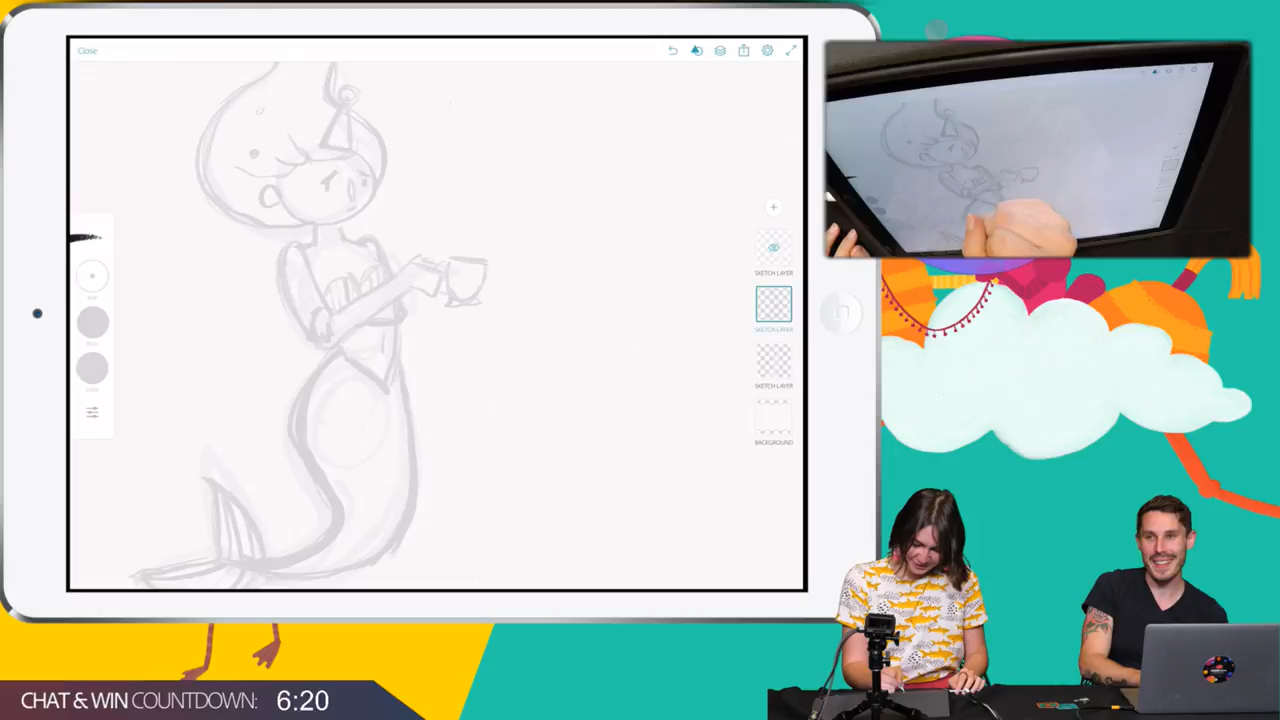 Close
SKETCH LAYER
SKETCH LAYER
SKETCH LAYER
BACKGROUND
CHAT & WIN COUNTDOWN: 6:20